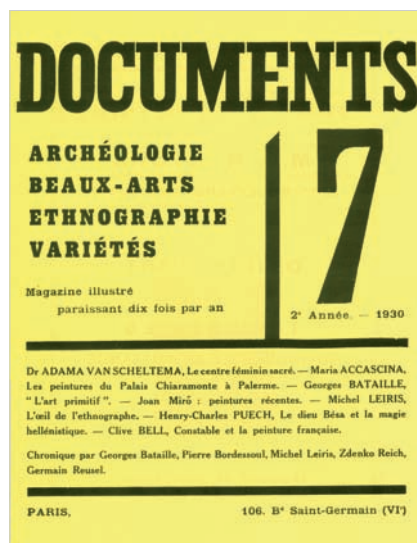 DOCUMENTS
ARCHÉOLOGIE
BEAUX-ARTS
ETHNOGRAPHIE
VARIÉTÉS
7
Magazine illustré
paraissant dix fois par an
2e Année. — 1930
Dr ADAMA VAN SCHELTEMA, Le centre féminin sacré. — Maria ACCASCINA,
Les peintures du Palais Chiaramonte à Palerme. — Georges BATAILLE,
" L'art primitif ". — Joan Miró : peintures récentes. — Michel LEIRIS,
L'œil de l'ethnographe. — Henry-Charles PUECH, Le dieu Bésa et la magie
hellénistique. — Clive BELL, Constable et la peinture française.
Chronique par Georges Bataille, Pierre Bordessoul, Michel Leiris, Zdenko Reich,
Germain Reusel.
PARIS, 106. Bd Saint-Germain (VIe)